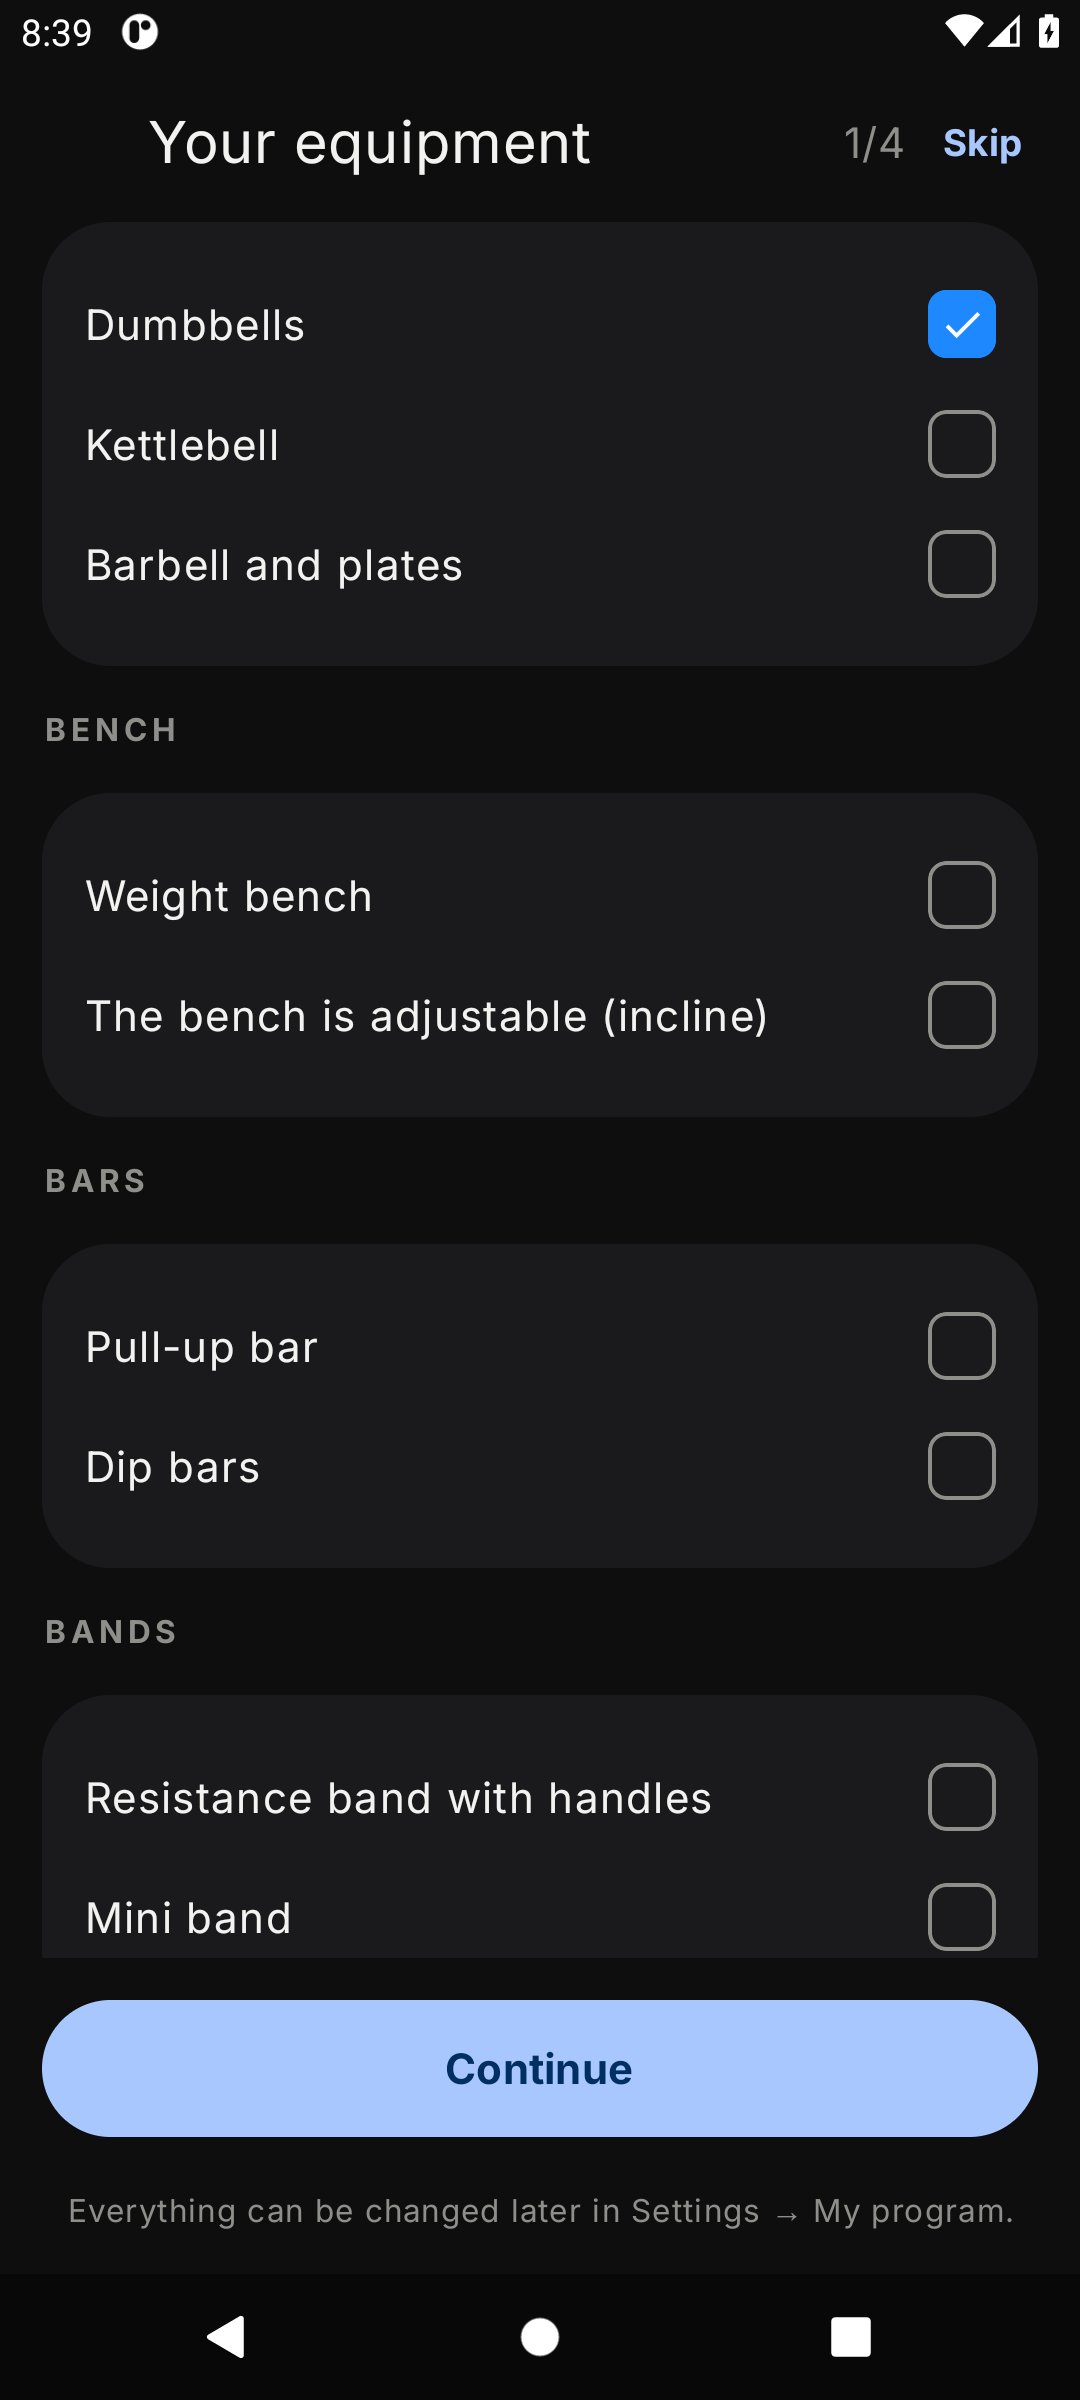 8:39
Your equipment
1/4
Skip
Dumbbells
Kettlebell
Barbell and plates
BENCH
Weight bench
The bench is adjustable (incline)
BARS
Pull-up bar
Dip bars
BANDS
Resistance band with handles
Mini band
Continue
Everything can be changed later in Settings → My program.